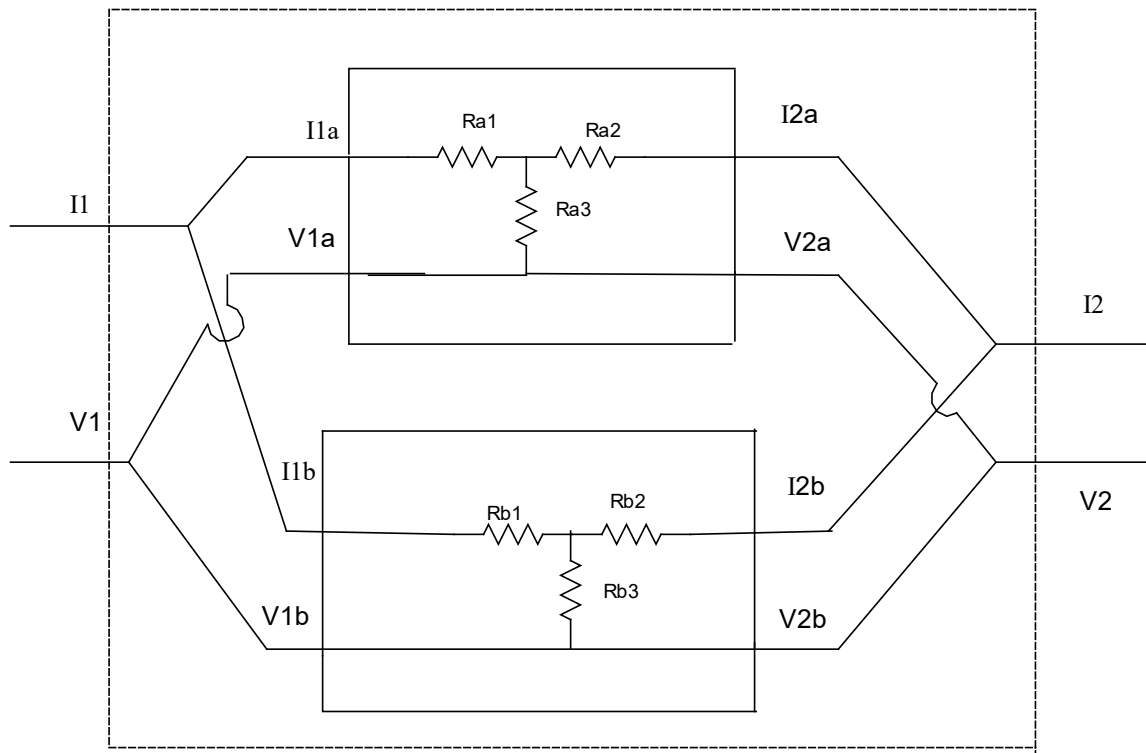 Ra1
Ra2
I1a
I2a
Ra3
I1
V1a
V2a
I2
V1
I1b
I2b
Rb1
Rb2
V2
Rb3
V1b
V2b